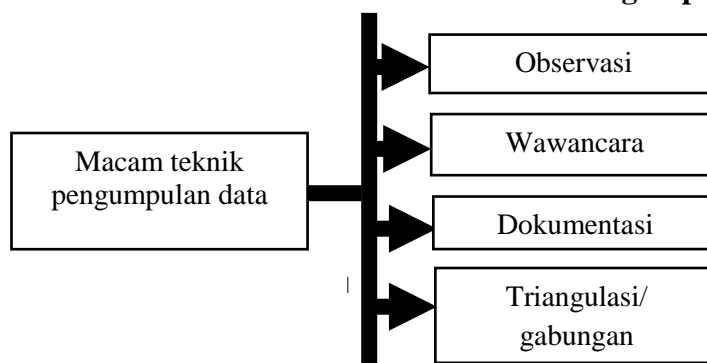 Observasi
Wawancara
Macam teknik
pengumpulan data
Dokumentasi
Triangulasi/
gabungan